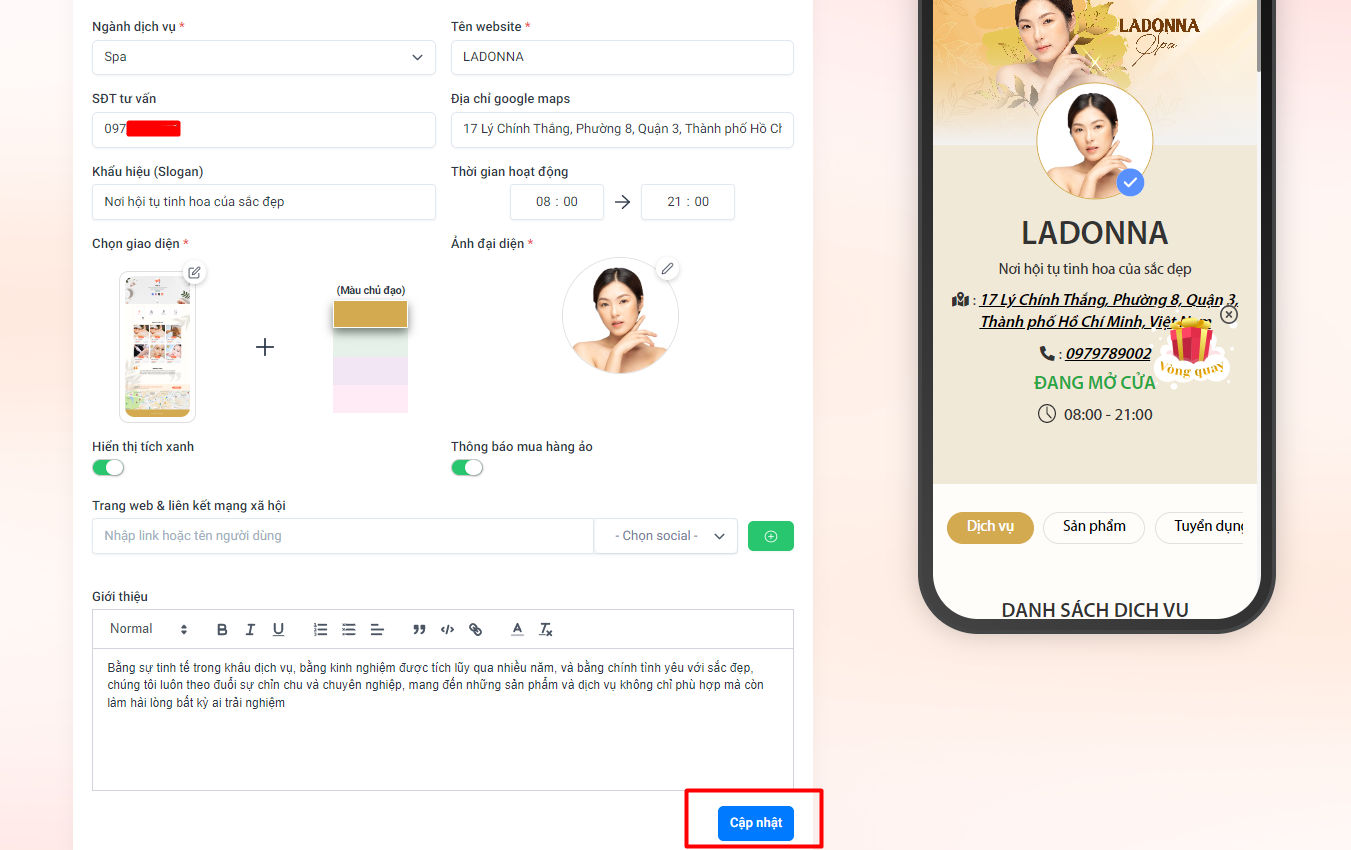 Ngành dịch vụ *
Tên website *
Spa
LADONNA
SĐT tư vấn
Địa chỉ google maps
097
17 Lý Chính Thắng, Phường 8, Quận 3, Thành phố Hồ Ch
Khẩu hiệu (Slogan)
Thời gian hoạt động
Nơi hội tụ tinh hoa của sắc đẹp
08 : 00
21 : 00
Chọn giao diện *
Ảnh đại diện *
(Màu chủ đạo)
Hiển thị tích xanh
Thông báo mua hàng ảo
Trang web & liên kết mạng xã hội
Nhập link hoặc tên người dùng
- Chọn social -
Giới thiệu
Normal
Bằng sự tinh tế trong khâu dịch vụ, bằng kinh nghiệm được tích lũy qua nhiều năm, và bằng chính tình yêu với sắc đẹp,
chúng tôi luôn theo đuổi sự chỉn chu và chuyên nghiệp, mang đến những sản phẩm và dịch vụ không chỉ phù hợp mà còn
làm hài lòng bất kỳ ai trải nghiệm
Cập nhật
LADONNA
Spa
LADONNA
Nơi hội tụ tinh hoa của sắc đẹp
: 17 Lý Chính Thắng, Phường 8, Quận 3,
Thành phố Hồ Chí Minh, Việt Nam
: 0979789002
Vòng quay
ĐANG MỞ CỬA
08:00 - 21:00
Dịch vụ
Sản phẩm
Tuyển dụng
DANH SÁCH DỊCH VỤ